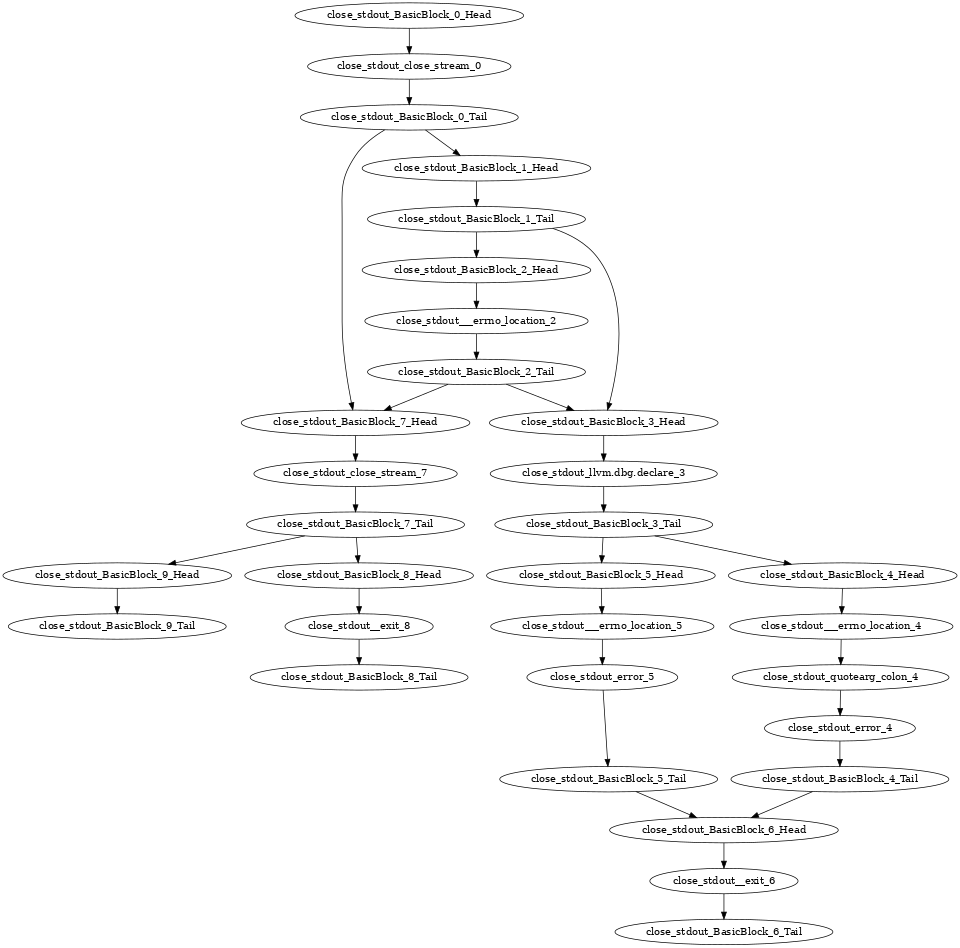 close_stdout_BasicBlock_0_Head
close_stdout_close_stream_0
close_stdout_BasicBlock_0_Tail
close_stdout_BasicBlock_1_Head
close_stdout_BasicBlock_1_Tail
close_stdout_BasicBlock_2_Head
close_stdout___errno_location_2
close_stdout_BasicBlock_2_Tail
close_stdout_BasicBlock_7_Head
close_stdout_BasicBlock_3_Head
close_stdout_close_stream_7
close_stdout_llvm.dbg.declare_3
close_stdout_BasicBlock_7_Tail
close_stdout_BasicBlock_3_Tail
close_stdout_BasicBlock_9_Head
close_stdout_BasicBlock_8_Head
close_stdout_BasicBlock_5_Head
close_stdout_BasicBlock_4_Head
close_stdout_BasicBlock_9_Tail
close_stdout__exit_8
close_stdout___errno_location_5
close_stdout___errno_location_4
close_stdout_BasicBlock_8_Tail
close_stdout_error_5
close_stdout_quotearg_colon_4
close_stdout_error_4
close_stdout_BasicBlock_5_Tail
close_stdout_BasicBlock_4_Tail
close_stdout_BasicBlock_6_Head
close_stdout__exit_6
close_stdout_BasicBlock_6_Tail